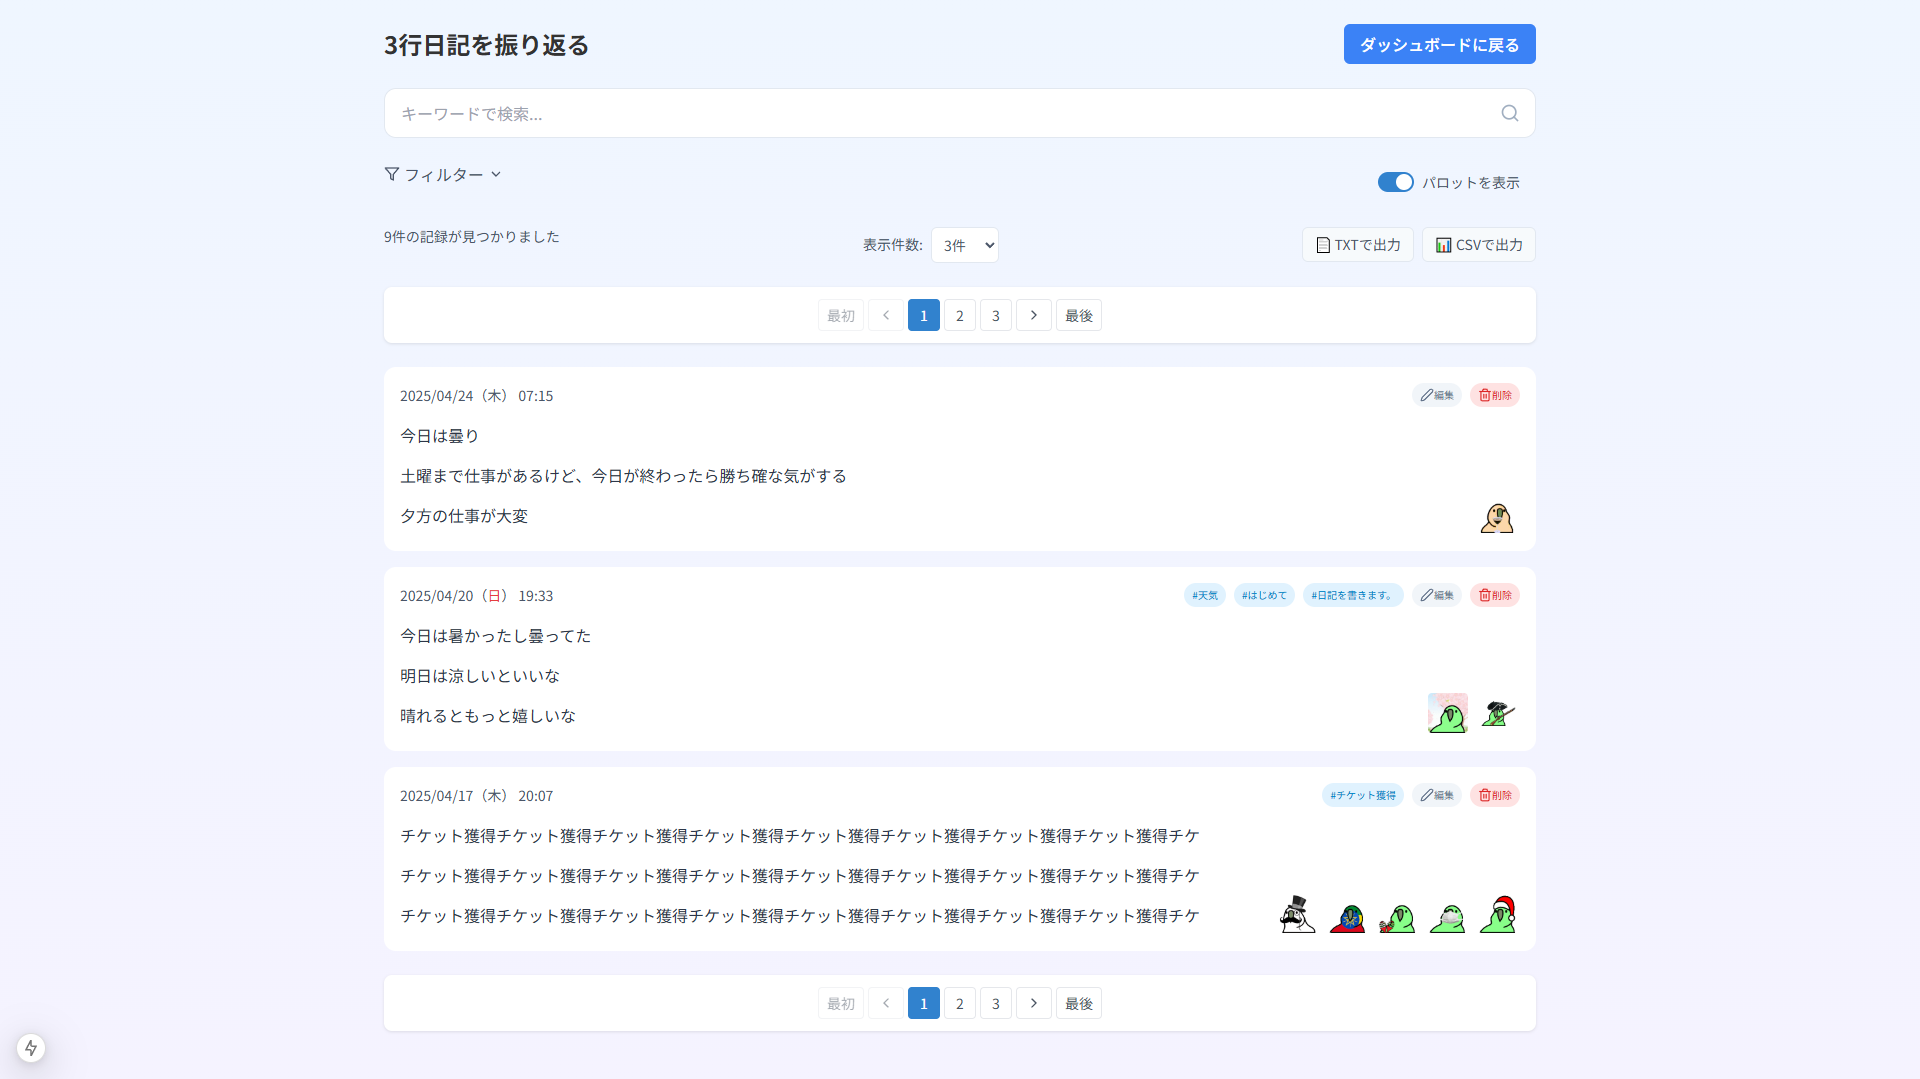 3行日記を振り返る
ダッシュボードに戻る
キーワードで検索...
フィルター
パロットを表示
9件の記録が見つかりました
表示件数: 3件
TXTで出力
CSVで出力
最初 1 2 3 最後
2025/04/24（木） 07:15
編集 削除
今日は曇り
土曜まで仕事があるけど、今日が終わったら勝ち確な気がする
夕方の仕事が大変
2025/04/20（日） 19:33
#天気 #はじめて #日記を書きます。 編集 削除
今日は暑かったし曇ってた
明日は涼しいといいな
晴れるともっと嬉しいな
2025/04/17（木） 20:07
#チケット獲得 編集 削除
チケット獲得チケット獲得チケット獲得チケット獲得チケット獲得チケット獲得チケット獲得チケット獲得チケ
チケット獲得チケット獲得チケット獲得チケット獲得チケット獲得チケット獲得チケット獲得チケット獲得チケ
チケット獲得チケット獲得チケット獲得チケット獲得チケット獲得チケット獲得チケット獲得チケット獲得チケ
最初 1 2 3 最後